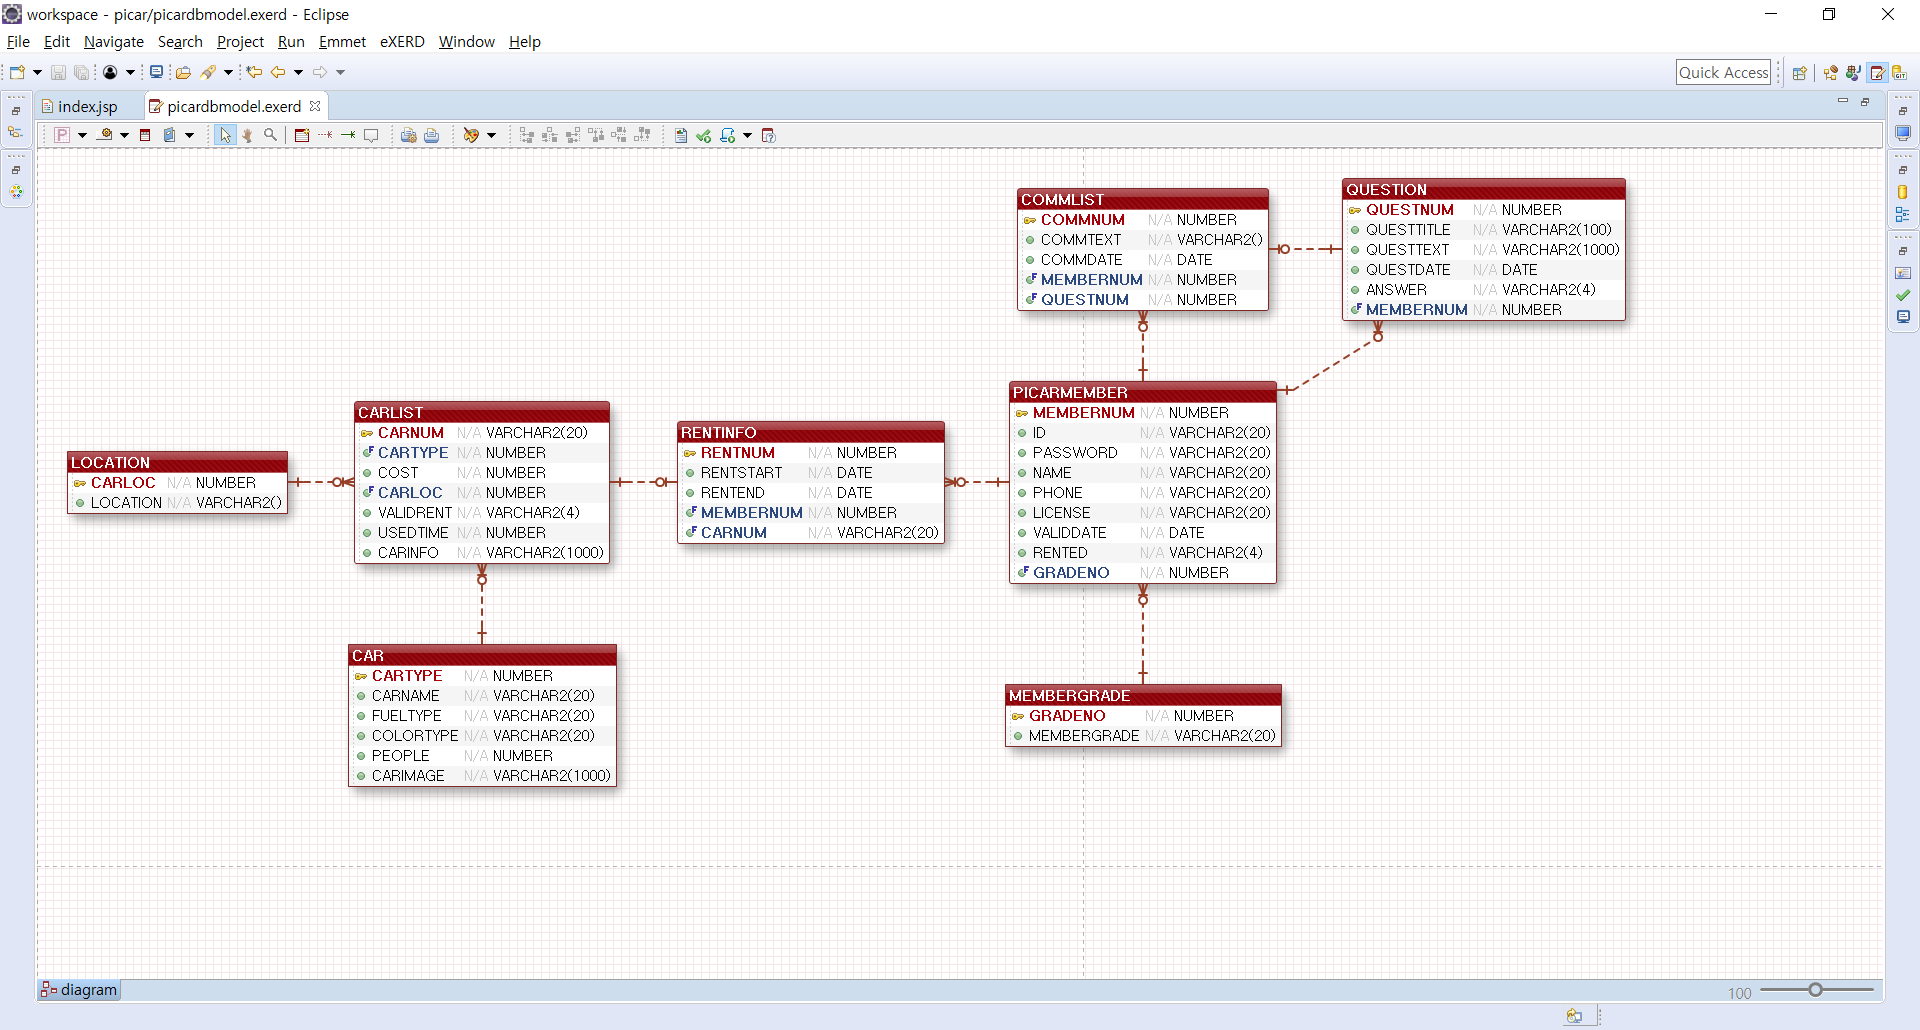 workspace - picar/picardbmodel.exerd - Eclipse
File Edit Navigate Search Project Run Emmet eXERD Window Help
Quick Access
index.jsp picardbmodel.exerd
COMMLIST
COMMNUM N/A NUMBER
COMMTEXT N/A VARCHAR2()
COMMDATE N/A DATE
MEMBERNUM N/A NUMBER
QUESTNUM N/A NUMBER
QUESTION
QUESTNUM N/A NUMBER
QUESTTITLE N/A VARCHAR2(100)
QUESTTEXT N/A VARCHAR2(1000)
QUESTDATE N/A DATE
ANSWER N/A VARCHAR2(4)
MEMBERNUM N/A NUMBER
LOCATION
CARLOC N/A NUMBER
LOCATION N/A VARCHAR2()
CARLIST
CARNUM N/A VARCHAR2(20)
CARTYPE N/A NUMBER
COST N/A NUMBER
CARLOC N/A NUMBER
VALIDRENT N/A VARCHAR2(4)
USEDTIME N/A NUMBER
CARINFO N/A VARCHAR2(1000)
RENTINFO
RENTNUM N/A NUMBER
RENTSTART N/A DATE
RENTEND N/A DATE
MEMBERNUM N/A NUMBER
CARNUM N/A VARCHAR2(20)
PICARMEMBER
MEMBERNUM N/A NUMBER
ID N/A VARCHAR2(20)
PASSWORD N/A VARCHAR2(20)
NAME N/A VARCHAR2(20)
PHONE N/A VARCHAR2(20)
LICENSE N/A VARCHAR2(20)
VALIDDATE N/A DATE
RENTED N/A VARCHAR2(4)
GRADENO N/A NUMBER
CAR
CARTYPE N/A NUMBER
CARNAME N/A VARCHAR2(20)
FUELTYPE N/A VARCHAR2(20)
COLORTYPE N/A VARCHAR2(20)
PEOPLE N/A NUMBER
CARIMAGE N/A VARCHAR2(1000)
MEMBERGRADE
GRADENO N/A NUMBER
MEMBERGRADE N/A VARCHAR2(20)
diagram
100